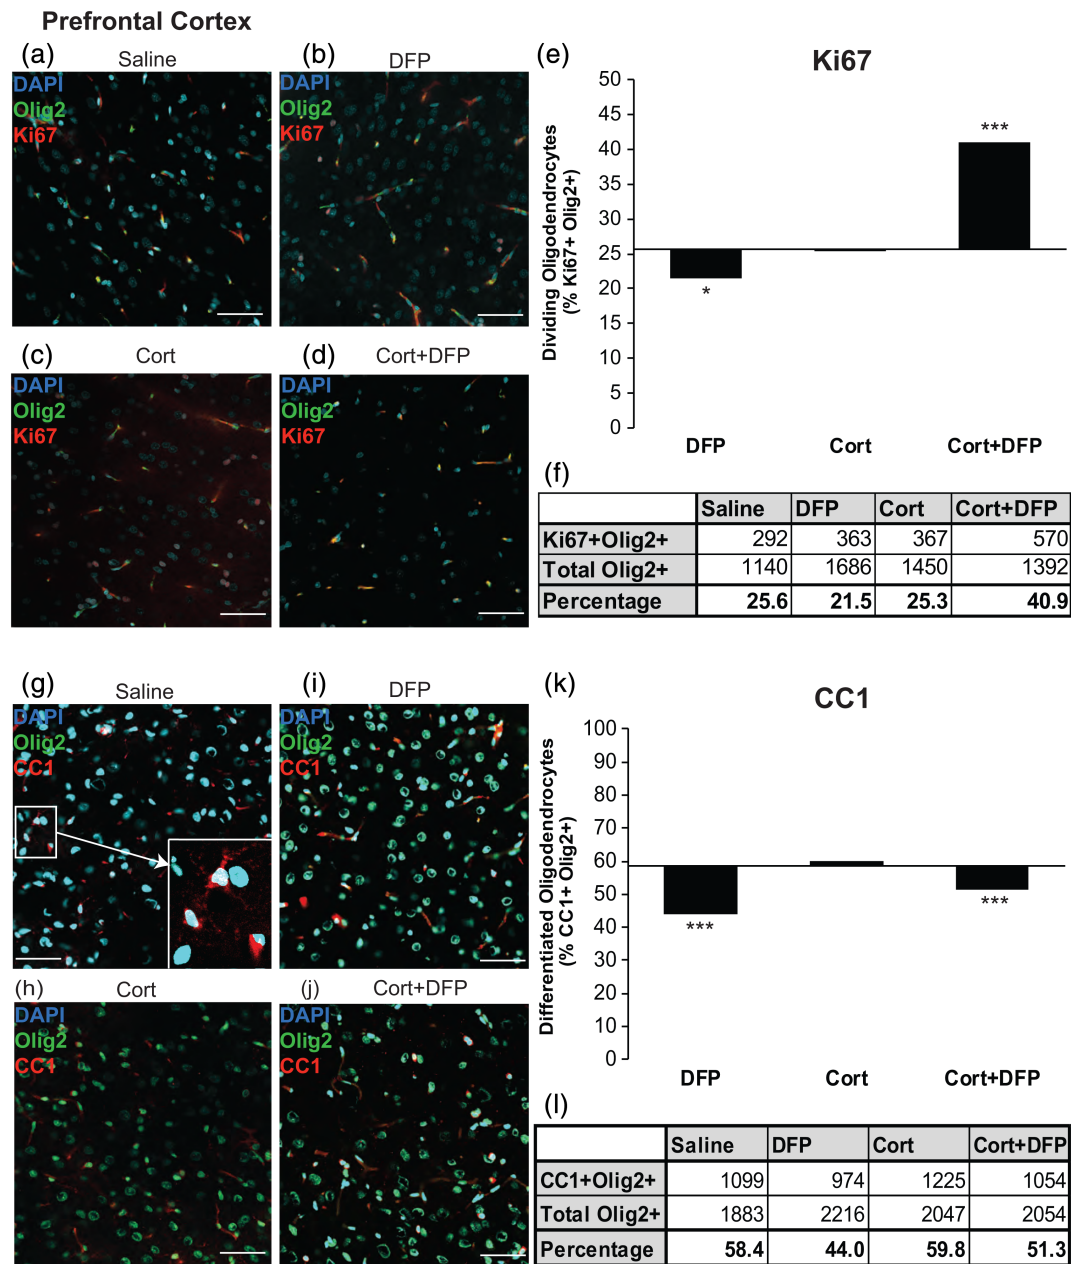 Prefrontal Cortex
(a)
Saline
DAPI
Olig2
Ki67
(b)
DFP
DAPI
Olig2
Ki67
(c)
Cort
DAPI
Olig2
Ki67
(d)
Cort+DFP
DAPI
Olig2
Ki67
(e)
Ki67
Dividing Oligodendrocytes
(% Ki67+ Olig2+)
50
45
40
35
30
25
20
15
10
5
0
***
*
DFP Cort Cort+DFP
(f)
Saline DFP Cort Cort+DFP
Ki67+Olig2+ 292 363 367 570
Total Olig2+ 1140 1686 1450 1392
Percentage 25.6 21.5 25.3 40.9
(g)
Saline
DAPI
Olig2
CC1
(i)
DFP
DAPI
Olig2
CC1
(h)
Cort
DAPI
Olig2
CC1
(j)
Cort+DFP
DAPI
Olig2
CC1
(k)
CC1
Differentiated Oligodendrocytes
(% CC1+ Olig2+)
100
90
80
70
60
50
40
30
20
10
0
***
***
DFP Cort Cort+DFP
(l)
Saline DFP Cort Cort+DFP
CC1+Olig2+ 1099 974 1225 1054
Total Olig2+ 1883 2216 2047 2054
Percentage 58.4 44.0 59.8 51.3